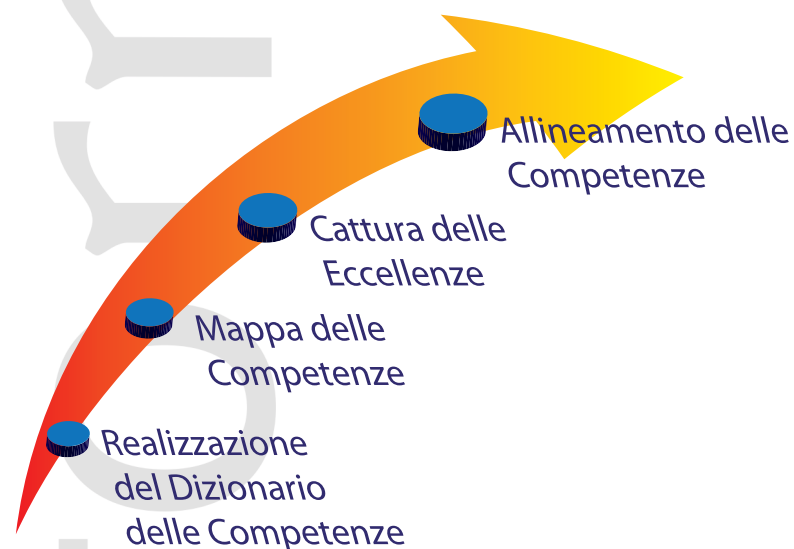 Allineamento delle
Competenze
Cattura delle
Eccellenze
Mappa delle
Competenze
Realizzazione
del Dizionario
delle Competenze